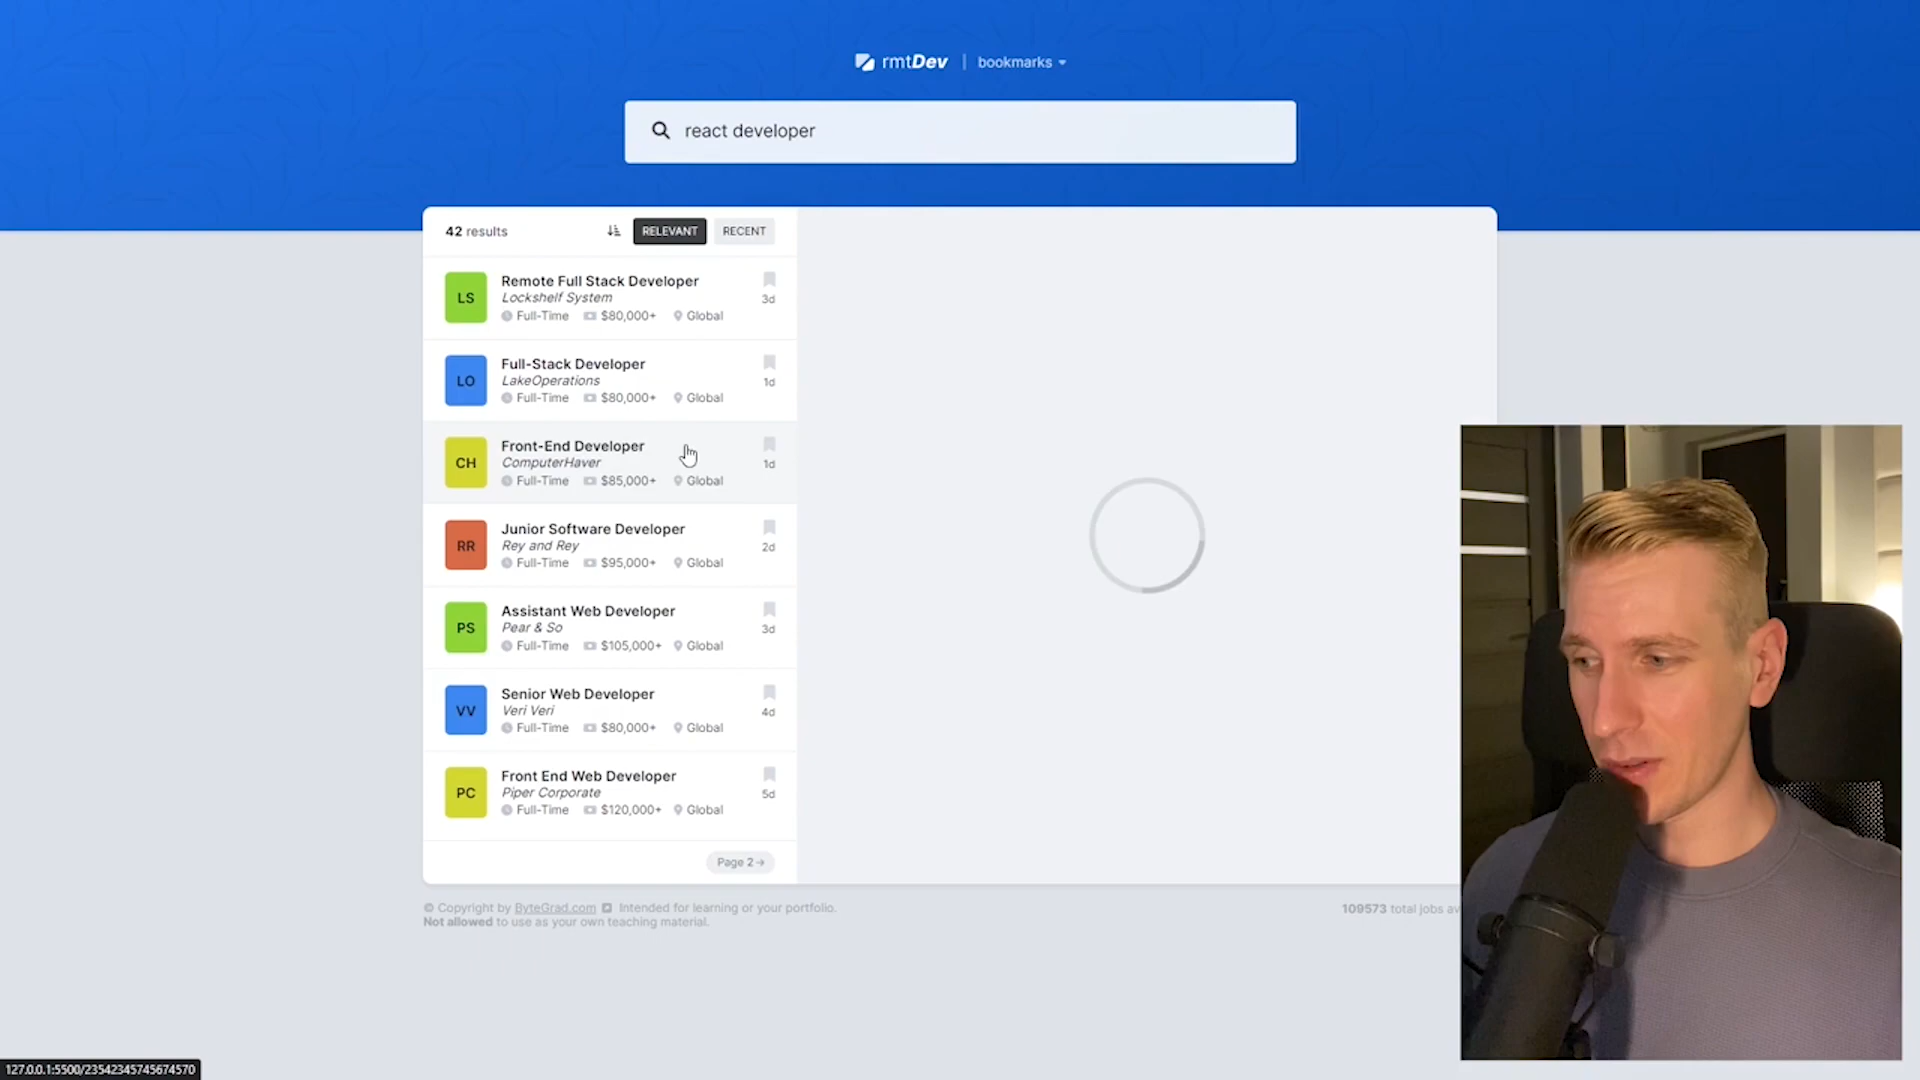 rmtDev | bookmarks
react developer
42 results RELEVANT RECENT
LS Remote Full Stack Developer
Lockshelf System 3d
Full-Time $80,000+ Global
LO Full-Stack Developer
LakeOperations 1d
Full-Time $80,000+ Global
CH Front-End Developer
ComputerHaver 1d
Full-Time $85,000+ Global
RR Junior Software Developer
Rey and Rey 2d
Full-Time $95,000+ Global
PS Assistant Web Developer
Pear & So 3d
Full-Time $105,000+ Global
VV Senior Web Developer
Veri Veri 4d
Full-Time $80,000+ Global
PC Front End Web Developer
Piper Corporate 5d
Full-Time $120,000+ Global
Page 2→
© Copyright by ByteGrad.com Intended for learning or your portfolio.
Not allowed to use as your own teaching material.
109573 total jobs av
127.0.0.1:5500/23542345745674570